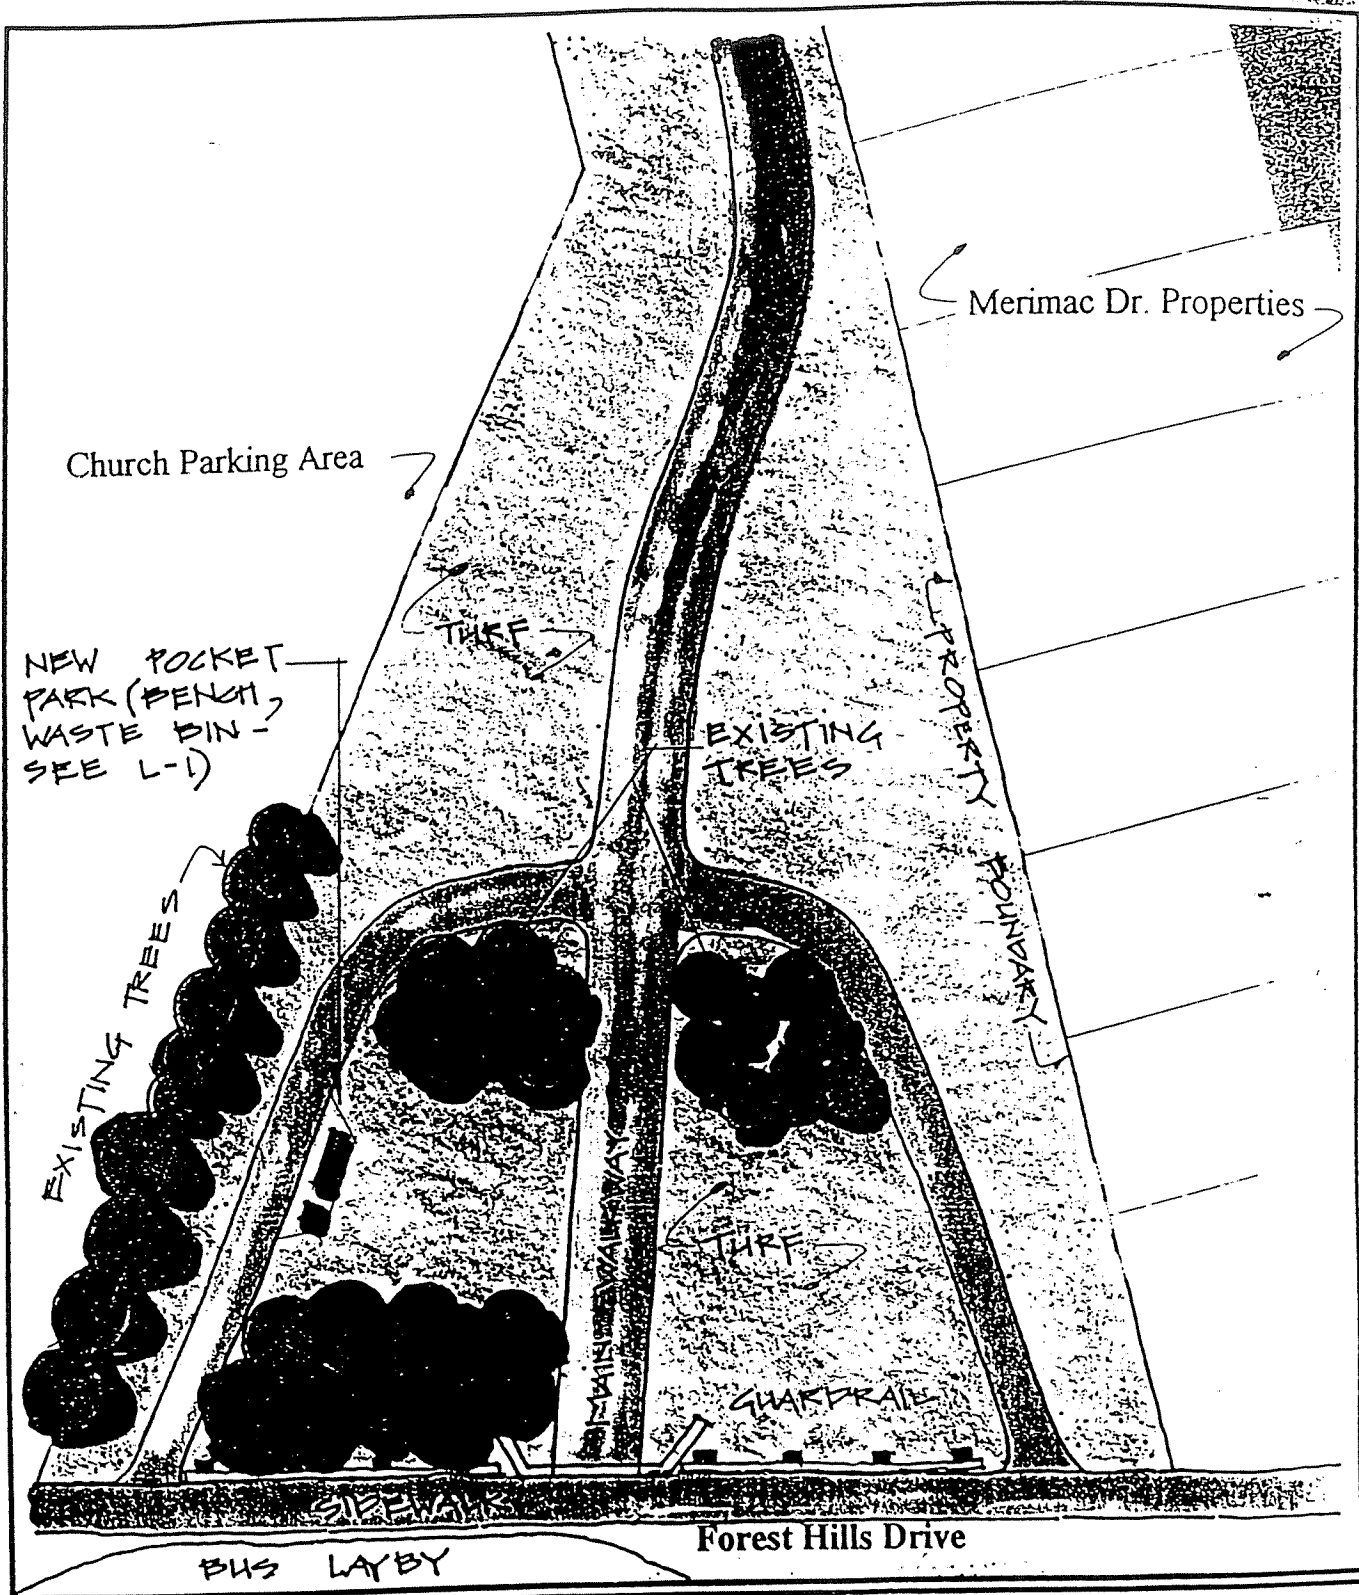 Merimac Dr. Properties
Church Parking Area
TURF
NEW POCKET
PARK (BENCH,
WASTE BIN -
SEE L-1)
PROPERTY BOUNDARY
EXISTING
TREES
EXISTING TREES
MAIN WALKWAY
TURF
GUARDRAIL
SIDEWALK
Forest Hills Drive
BUS LAYBY